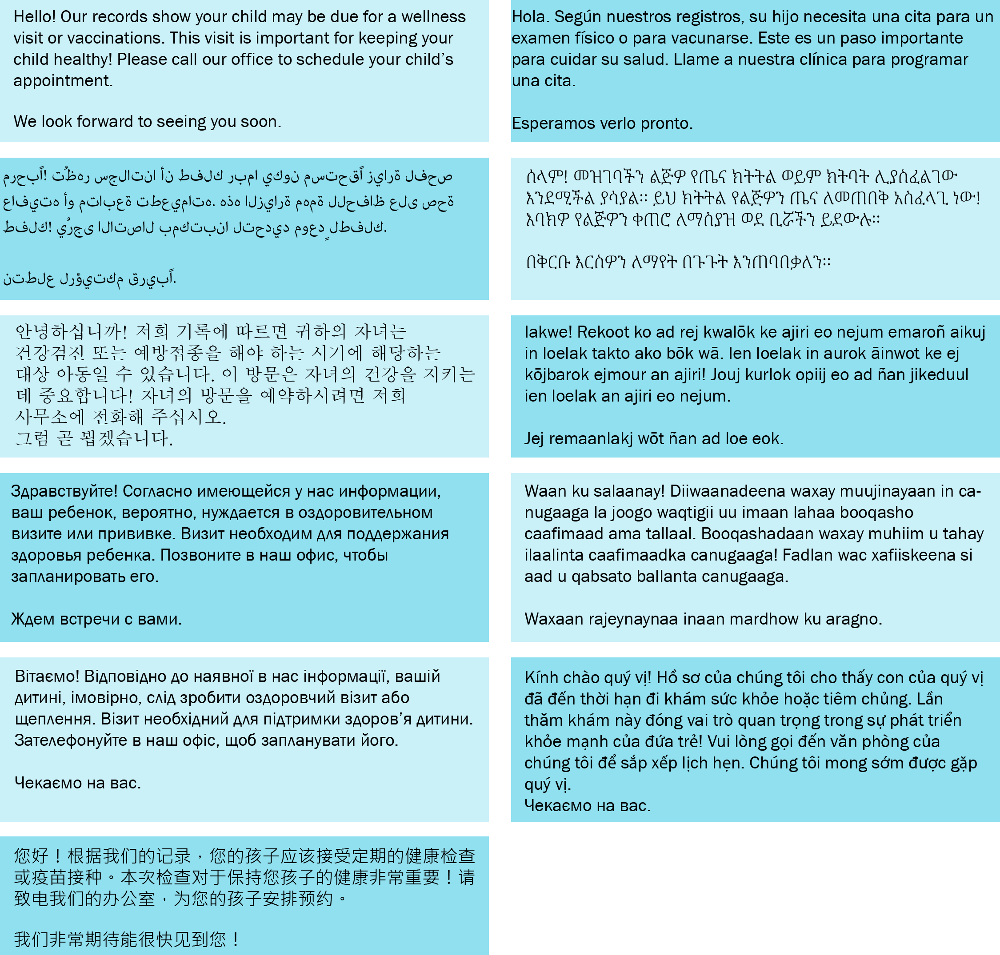 Hello! Our records show your child may be due for a wellness
visit or vaccinations. This visit is important for keeping your
child healthy! Please call our office to schedule your child’s
appointment.
We look forward to seeing you soon.
Hola. Según nuestros registros, su hijo necesita una cita para un
examen físico o para vacunarse. Este es un paso importante
para cuidar su salud. Llame a nuestra clínica para programar
una cita.
Esperamos verlo pronto.
مرحباً! تُظهر سجلاتنا أن طفلك ربما يكون مستحقاً زيارة لفحص
عافيته أو متابعة تطعيماته. هذه الزيارة مهمة للحفاظ على صحة
طفلك! يُرجى الاتصال بمكتبنا لتحديد موعدٍ لطفلك.
نتطلع لرؤيتكم قريباً.
ሰላም! መዝገባችን ልጅዎ የጤና ክትትል ወይም ክትባት ሊያስፈልገው
እንደሚችል ያሳያል። ይህ ክትትል የልጅዎን ጤና ለመጠበቅ አስፈላጊ ነው!
እባክዎ የልጅዎን ቀጠሮ ለማስያዝ ወደ ቢሯችን ይደውሉ።
በቅርቡ እርስዎን ለማየት በጉጉት እንጠባበቃለን።
안녕하십니까! 저희 기록에 따르면 귀하의 자녀는
건강검진 또는 예방접종을 해야 하는 시기에 해당하는
대상 아동일 수 있습니다. 이 방문은 자녀의 건강을 지키는
데 중요합니다! 자녀의 방문을 예약하시려면 저희
사무소에 전화해 주십시오.
그럼 곧 뵙겠습니다.
Iakwe! Rekoot ko ad rej kwalōk ke ajiri eo nejum emaroñ aikuj
in loelak takto ako bōk wā. Ien loelak in aurok āinwot ke ej
kōjbarok ejmour an ajiri! Jouj kurlok opiij eo ad ñan jikeduul
ien loelak an ajiri eo nejum.
Jej remaanlakj wōt ñan ad loe eok.
Здравствуйте! Согласно имеющейся у нас информации,
ваш ребенок, вероятно, нуждается в оздоровительном
визите или прививке. Визит необходим для поддержания
здоровья ребенка. Позвоните в наш офис, чтобы
запланировать его.
Ждем встречи с вами.
Waan ku salaanay! Diiwaanadeena waxay muujinayaan in ca-
nugaaga la joogo waqtigii uu imaan lahaa booqasho
caafimaad ama tallaal. Booqashadaan waxay muhiim u tahay
ilaalinta caafimaadka canugaaga! Fadlan wac xafiiskeena si
aad u qabsato ballanta canugaaga.
Waxaan rajeynaynaa inaan mardhow ku aragno.
Вітаємо! Відповідно до наявної в нас інформації, вашій
дитині, імовірно, слід зробити оздоровчий візит або
щеплення. Візит необхідний для підтримки здоров’я дитини.
Зателефонуйте в наш офіс, щоб запланувати його.
Чекаємо на вас.
Kính chào quý vị! Hồ sơ của chúng tôi cho thấy con của quý vị
đã đến thời hạn đi khám sức khỏe hoặc tiêm chủng. Lần
thăm khám này đóng vai trò quan trọng trong sự phát triển
khỏe mạnh của đứa trẻ! Vui lòng gọi đến văn phòng của
chúng tôi để sắp xếp lịch hẹn. Chúng tôi mong sớm được gặp
quý vị.
Чекаємо на вас.
您好！根据我们的记录，您的孩子应该接受定期的健康检查
或疫苗接种。本次检查对于保持您孩子的健康非常重要！请
致电我们的办公室，为您的孩子安排预约。
我们非常期待能很快见到您！